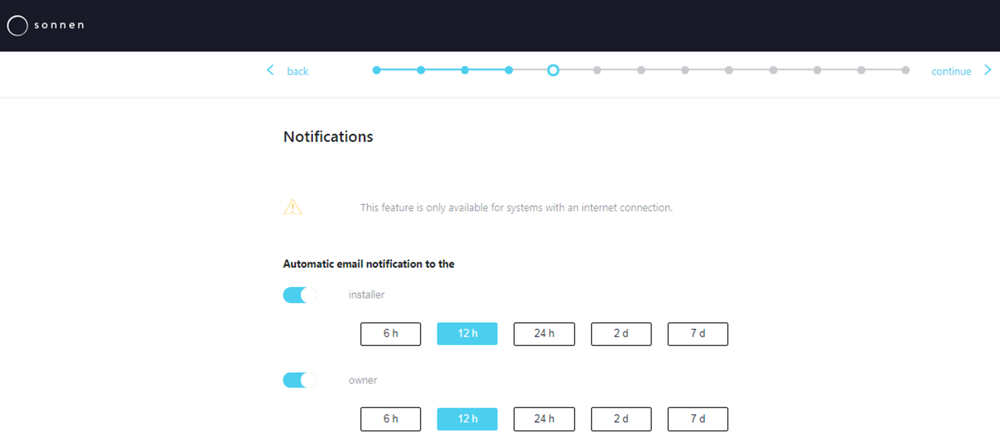 sonnen
back
continue
Notifications
This feature is only available for systems with an internet connection.
Automatic email notification to the
installer
6 h 12 h 24 h 2 d 7 d
owner
6 h 12 h 24 h 2 d 7 d